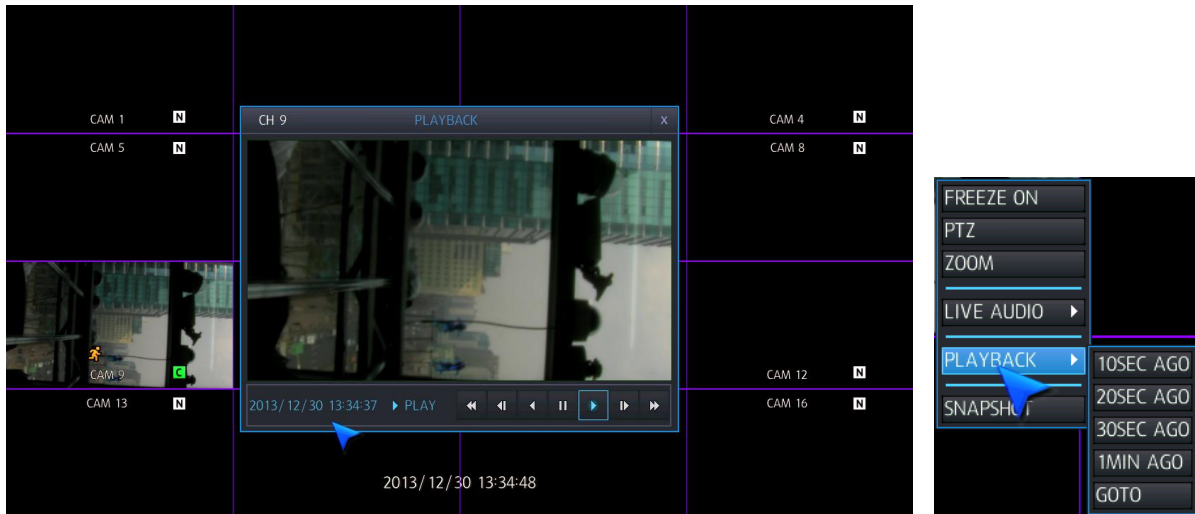 CAM 1 N
CAM 4 N
CAM 5 N
CAM 8 N
CH 9 PLAYBACK X
CAM 9 C
CAM 12 N
CAM 13 N
CAM 16 N
2013/12/30 13:34:37 PLAY
2013/12/30 13:34:48
FREEZE ON
PTZ
ZOOM
LIVE AUDIO
PLAYBACK
SNAPSHOT
10SEC AGO
20SEC AGO
30SEC AGO
1MIN AGO
GOTO